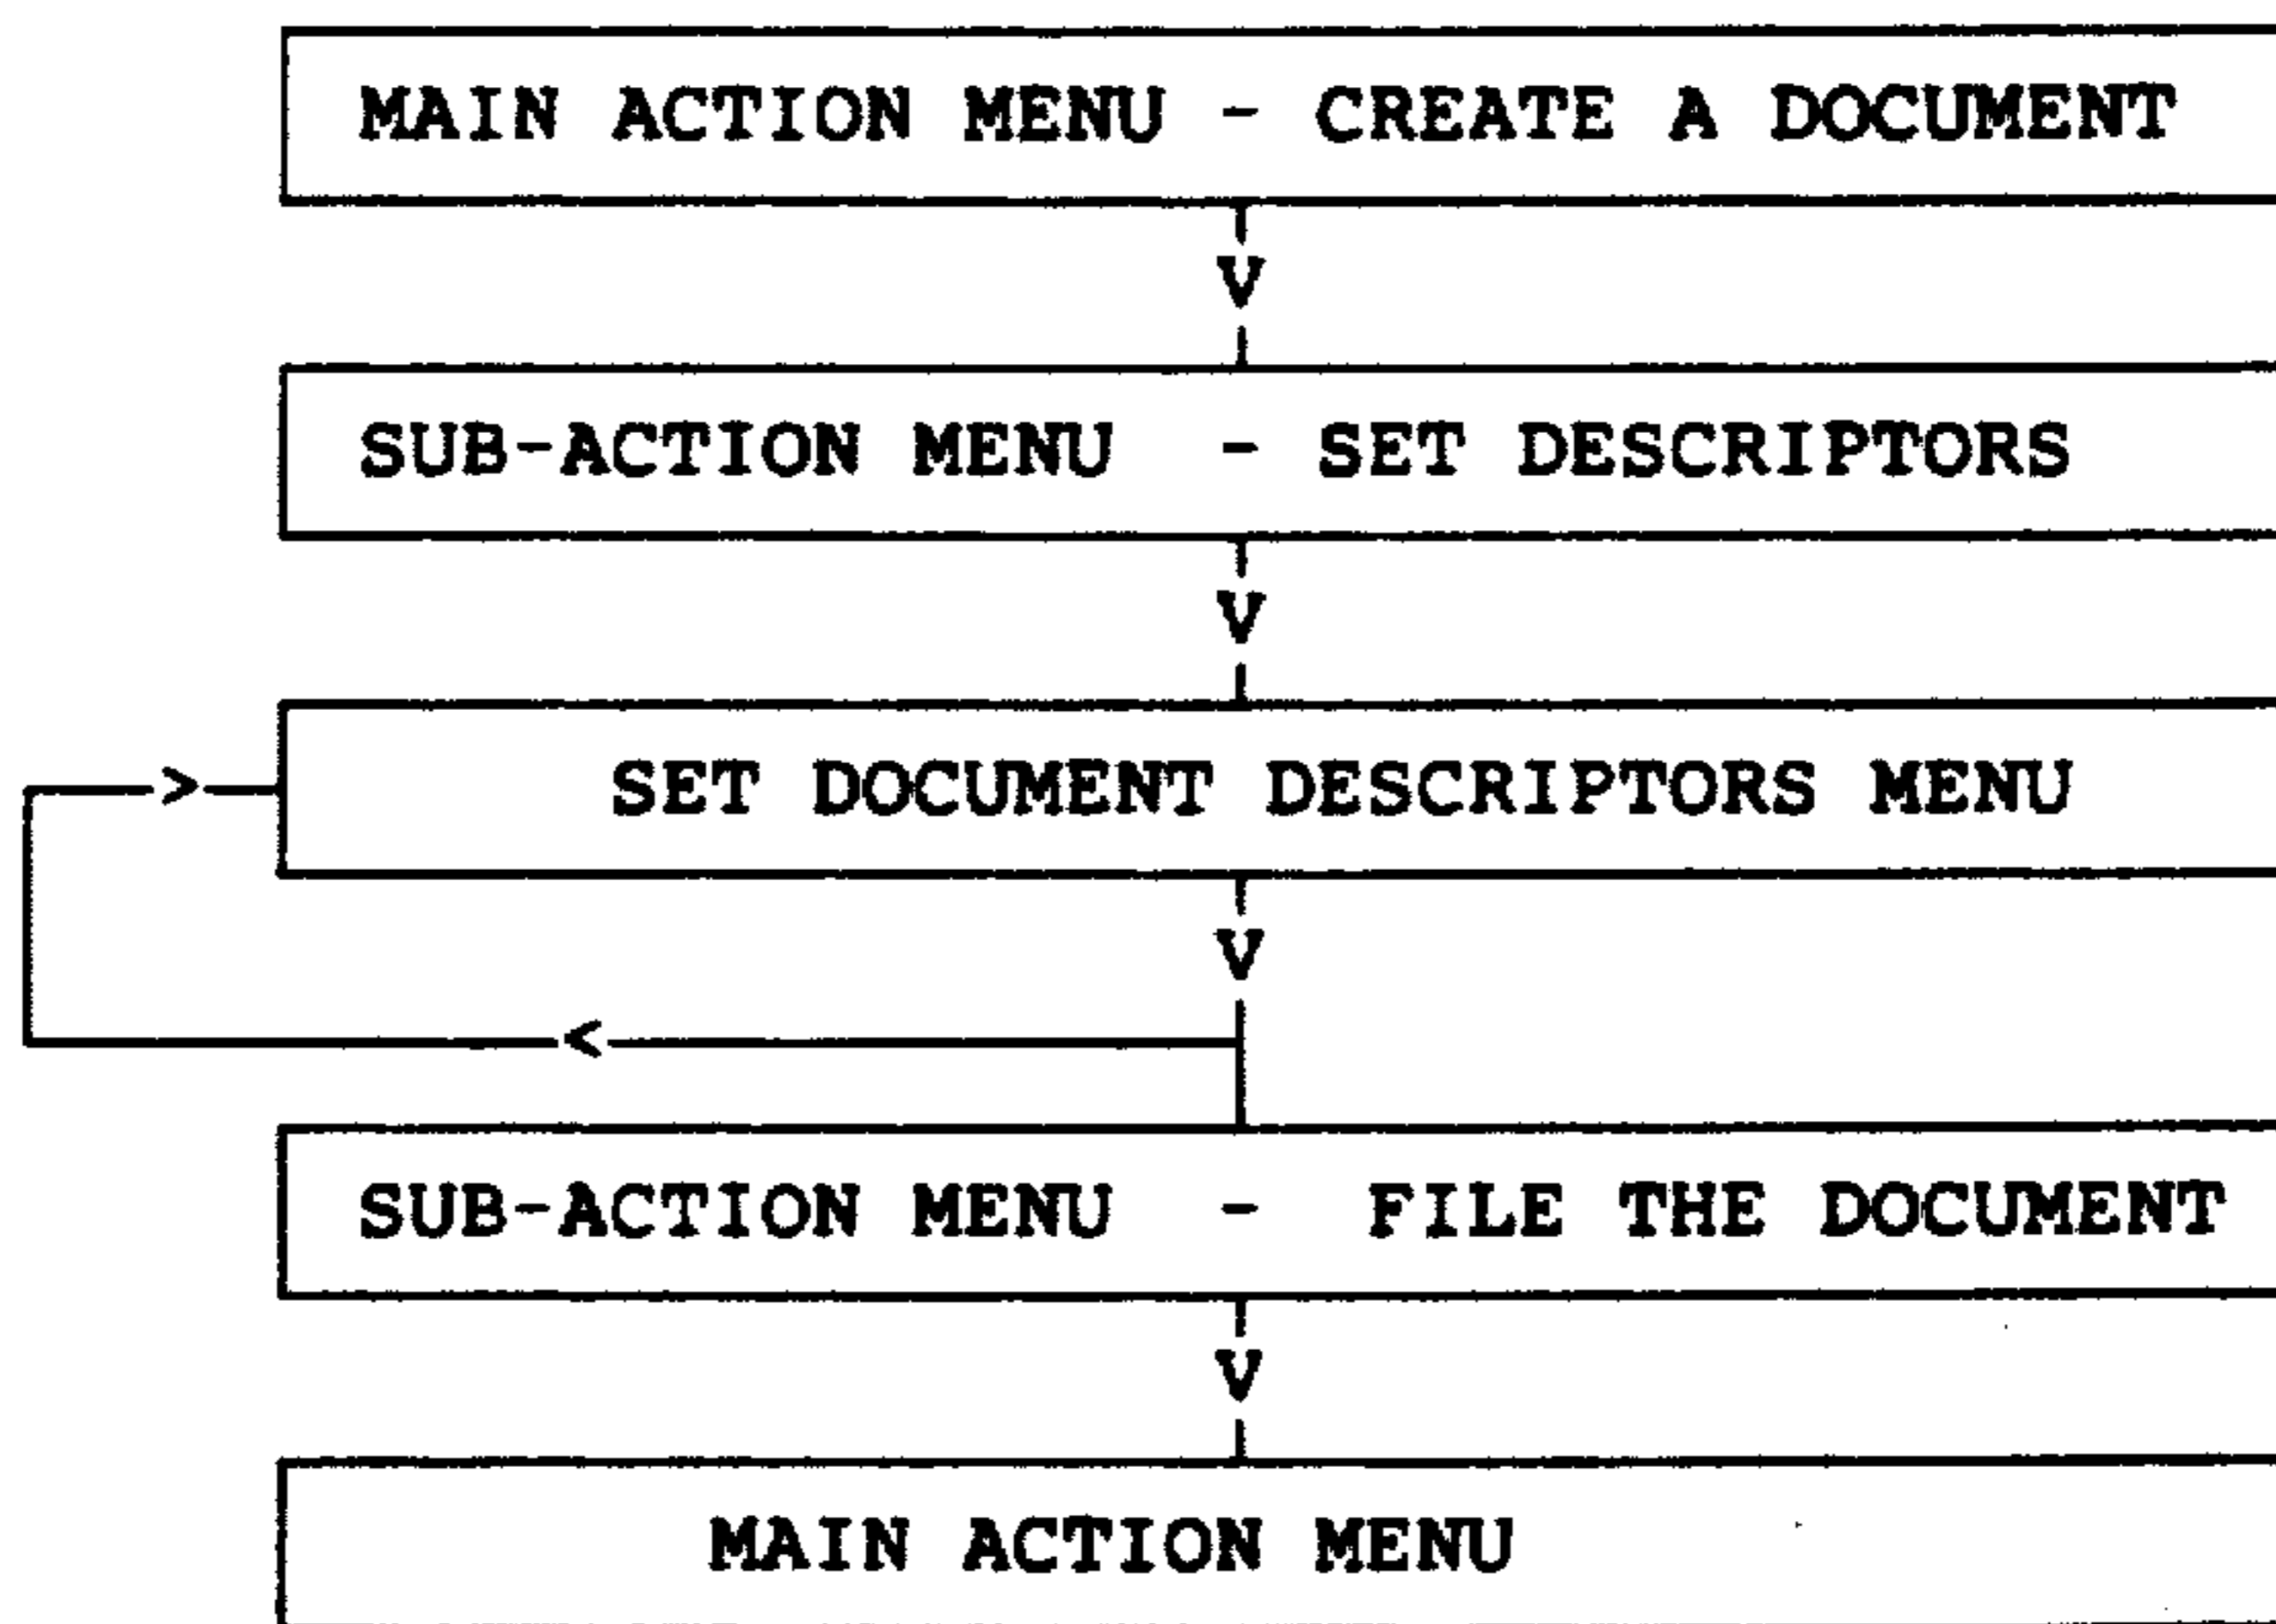 MAIN ACTION MENU - CREATE A DOCUMENT
V
SUB-ACTION MENU - SET DESCRIPTORS
V
> SET DOCUMENT DESCRIPTORS MENU
V
<
SUB-ACTION MENU - FILE THE DOCUMENT
V
MAIN ACTION MENU